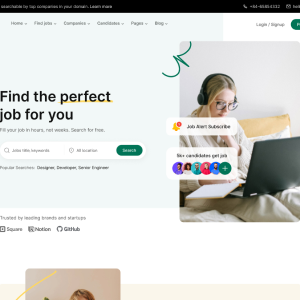 searchable by top companies in your domain. Learn more
Home Find jobs Companies Candidates Pages Blog
Login / Signup
Find the perfect
job for you
Fill your job in hours, not weeks. Search for free.
Jobs title keywords
All location
Search
Popular Searches: Designer, Developer, Senior Engineer
Job Alert Subscribe
5k+ candidates get job
Trusted by leading brands and startups
Square Notion GitHub